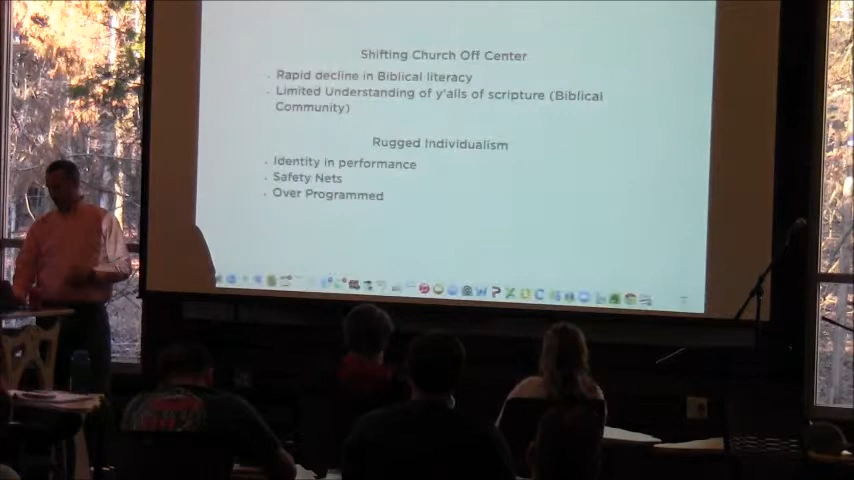 Shifting Church Off Center
· Rapid decline in Biblical literacy
· Limited Understanding of y'alls of scripture (Biblical
Community)
Rugged Individualism
· Identity in performance
· Safety Nets
· Over Programmed